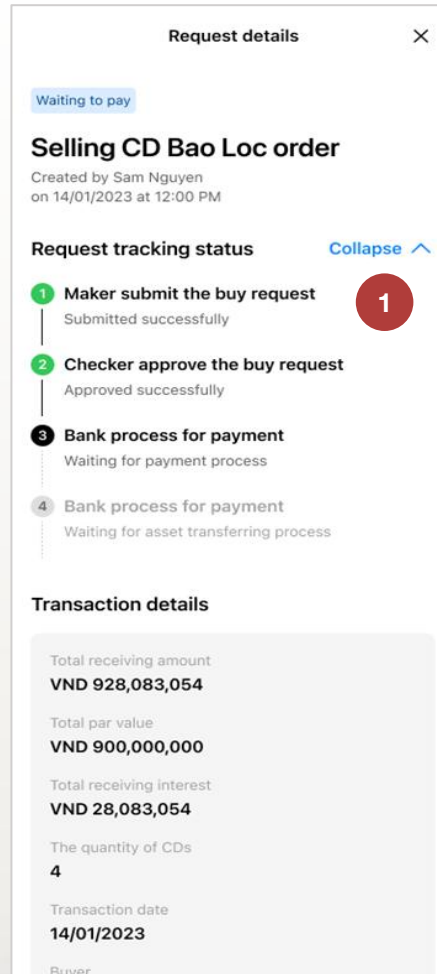 Request details
Waiting to pay
Selling CD Bao Loc order
Created by Sam Nguyen
on 14/01/2023 at 12:00 PM
Request tracking status Collapse
1 Maker submit the buy request
1
Submitted successfully
2 Checker approve the buy request
Approved successfully
3 Bank process for payment
Waiting for payment process
4 Bank process for payment
Waiting for asset transferring process
Transaction details
Total receiving amount
VND 928,083,054
Total par value
VND 900,000,000
Total receiving interest
VND 28,083,054
The quantity of CDs
4
Transaction date
14/01/2023
Buyer